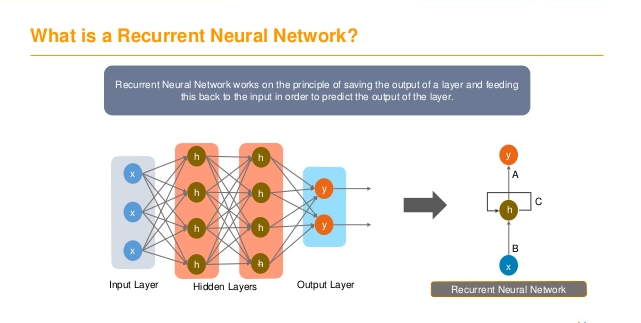 What is a Recurrent Neural Network?
Recurrent Neural Network works on the principle of saving the output of a layer and feeding
this back to the input in order to predict the output of the layer.
x
x
x
h
h
h
h
h
h
h
h
y
y
y
A
h
C
B
x
Input Layer
Hidden Layers
Output Layer
Recurrent Neural Network